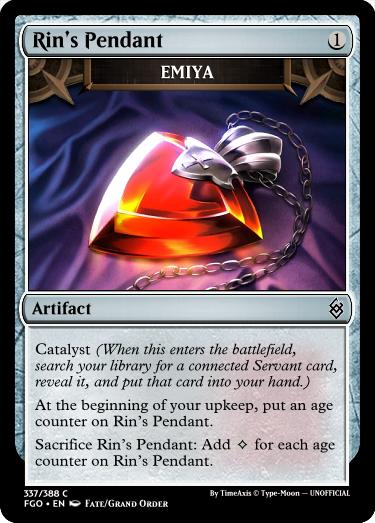 Rin's Pendant 1
EMIYA
Artifact
Catalyst (When this enters the battlefield,
search your library for a connected Servant card,
reveal it, and put that card into your hand.)
At the beginning of your upkeep, put an age
counter on Rin's Pendant.
Sacrifice Rin's Pendant: Add ⟡ for each age
counter on Rin's Pendant.
337/388 C
FGO • EN Fate/Grand Order
By TimeAxis © Type-Moon — UNOFFICIAL